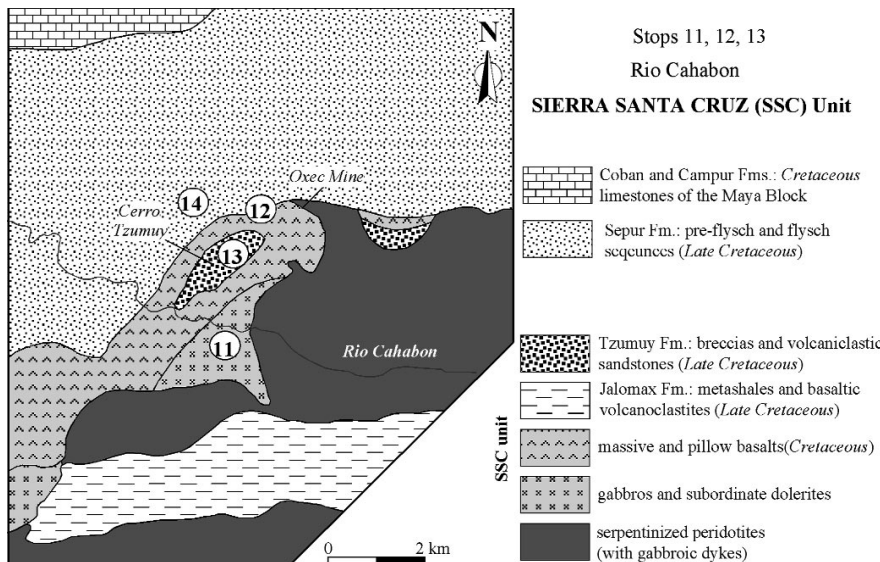 N
Stops 11, 12, 13
Rio Cahabon
SIERRA SANTA CRUZ (SSC) Unit
Oxec Mine
14
12
Cerro
Tzumuy
13
11
Rio Cahabon
Coban and Campur Fms.: Cretaceous
limestones of the Maya Block
Sepur Fm.: pre-flysch and flysch
scqucnccs (Late Cretaceous)
SSC unit
Tzumuy Fm.: breccias and volcaniclastic
sandstones (Late Cretaceous)
Jalomax Fm.: metashales and basaltic
volcanoclastites (Late Cretaceous)
massive and pillow basalts(Cretaceous)
gabbros and subordinate dolerites
serpentinized peridotites
(with gabbroic dykes)
0 2 km